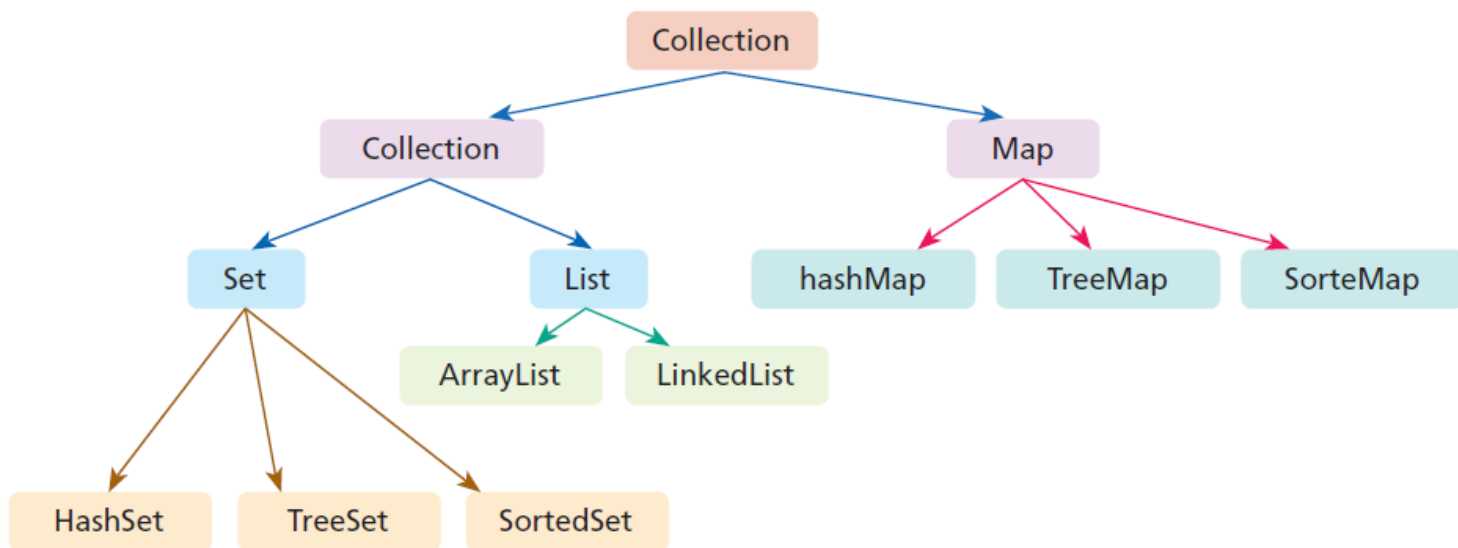 Collection
Collection
Map
Set
List
hashMap
TreeMap
SorteMap
ArrayList
LinkedList
HashSet
TreeSet
SortedSet